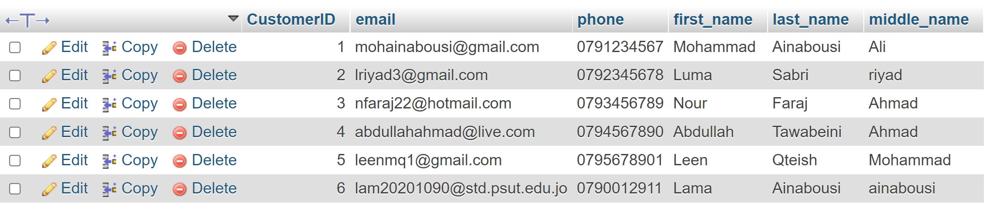 CustomerID email phone first_name last_name middle_name
Edit Copy Delete 1 mohainabousi@gmail.com 0791234567 Mohammad Ainabousi Ali
Edit Copy Delete 2 lriyad3@gmail.com 0792345678 Luma Sabri riyad
Edit Copy Delete 3 nfaraj22@hotmail.com 0793456789 Nour Faraj Ahmad
Edit Copy Delete 4 abdullahahmad@live.com 0794567890 Abdullah Tawabeini Ahmad
Edit Copy Delete 5 leenmq1@gmail.com 0795678901 Leen Qteish Mohammad
Edit Copy Delete 6 lam20201090@std.psut.edu.jo 0790012911 Lama Ainabousi ainabousi